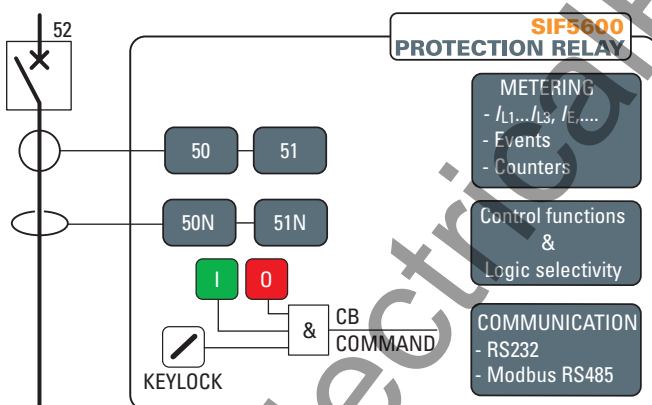 52
SIF5600
PROTECTION RELAY
METERING
- IL1...IL3, IE,....
- Events
- Counters
50
51
50N
51N
Control functions
&
Logic selectivity
I
O
&
CB
COMMAND
KEYLOCK
COMMUNICATION
- RS232
- Modbus RS485